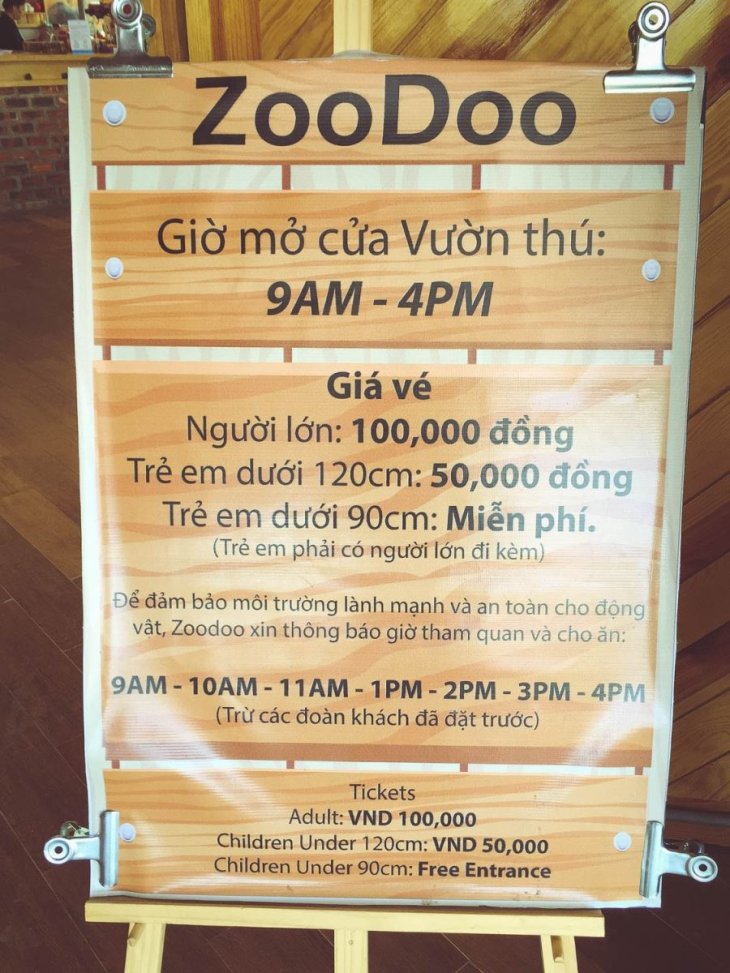 ZooDoo
Giờ mở cửa Vườn thú:
9AM - 4PM
Giá vé
Người lớn: 100,000 đồng
Trẻ em dưới 120cm: 50,000 đồng
Trẻ em dưới 90cm: Miễn phí.
(Trẻ em phải có người lớn đi kèm)
Để đảm bảo môi trường lành mạnh và an toàn cho động
vật, Zoodoo xin thông báo giờ tham quan và cho ăn:
9AM - 10AM - 11AM - 1PM - 2PM - 3PM - 4PM
(Trừ các đoàn khách đã đặt trước)
Tickets
Adult: VND 100,000
Children Under 120cm: VND 50,000
Children Under 90cm: Free Entrance